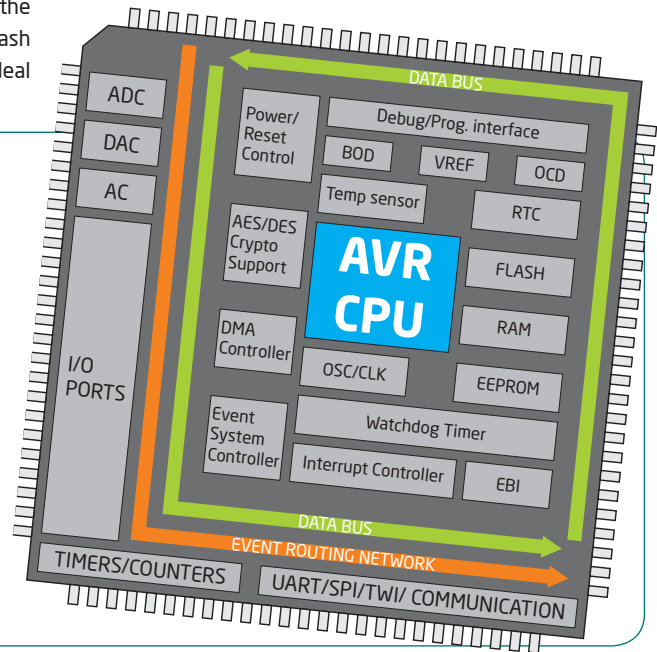 the
ash
deal
DATA BUS
ADC
DAC
AC
I/O
PORTS
Power/
Reset
Control
Debug/Prog. interface
BOD
VREF
OCD
Temp sensor
RTC
AES/DES
Crypto
Support
AVR
CPU
FLASH
RAM
DMA
Controller
OSC/CLK
EEPROM
Event
System
Controller
Watchdog Timer
Interrupt Controller
EBI
DATA BUS
EVENT ROUTING NETWORK
TIMERS/COUNTERS
UART/SPI/TWI/ COMMUNICATION